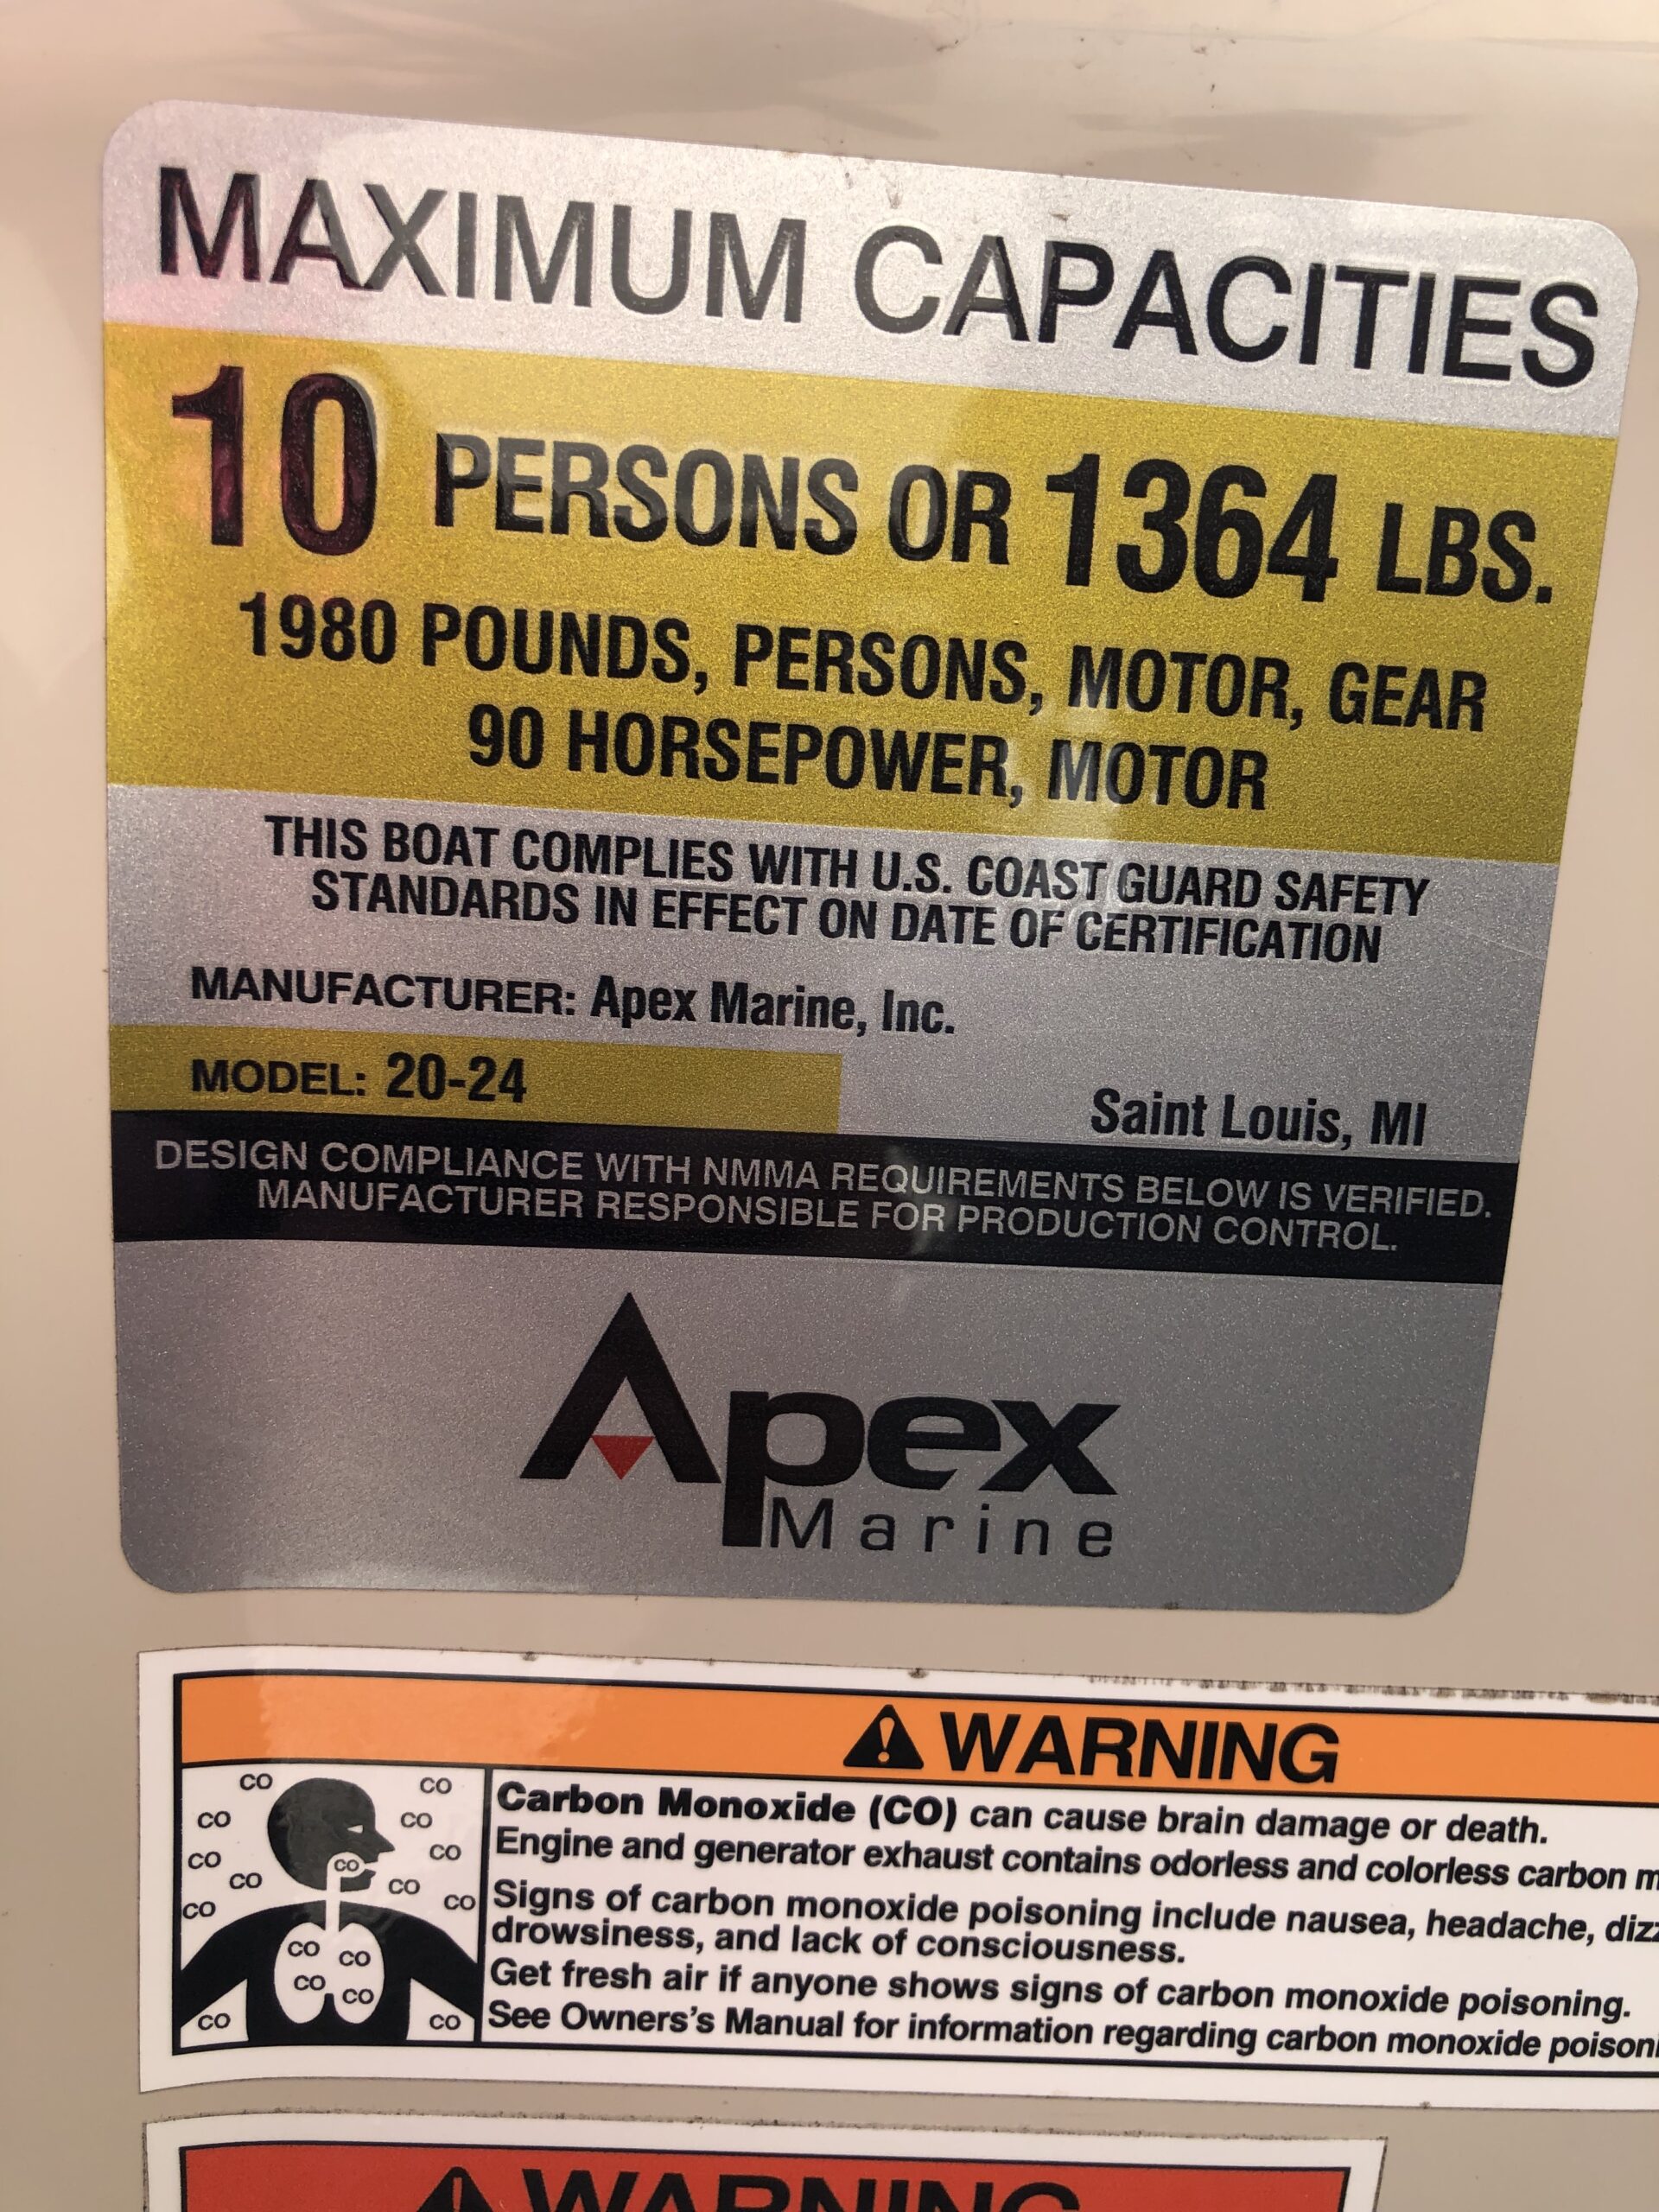 MAXIMUM CAPACITIES
10 PERSONS OR 1364 LBS.
1980 POUNDS, PERSONS, MOTOR, GEAR
90 HORSEPOWER, MOTOR
THIS BOAT COMPLIES WITH U.S. COAST GUARD SAFETY
STANDARDS IN EFFECT ON DATE OF CERTIFICATION
MANUFACTURER: Apex Marine, Inc.
MODEL: 20-24
Saint Louis, MI
DESIGN COMPLIANCE WITH NMMA REQUIREMENTS BELOW IS VERIFIED.
MANUFACTURER RESPONSIBLE FOR PRODUCTION CONTROL.
Apex
Marine
WARNING
CO CO
CO CO
CO CO
CO CO CO
CO CO
CO CO
CO CO
CO CO
Carbon Monoxide (CO) can cause brain damage or death.
Engine and generator exhaust contains odorless and colorless carbon m
Signs of carbon monoxide poisoning include nausea, headache, dizz
drowsiness, and lack of consciousness.
Get fresh air if anyone shows signs of carbon monoxide poisoning.
See Owners's Manual for information regarding carbon monoxide poisoni
WARNING